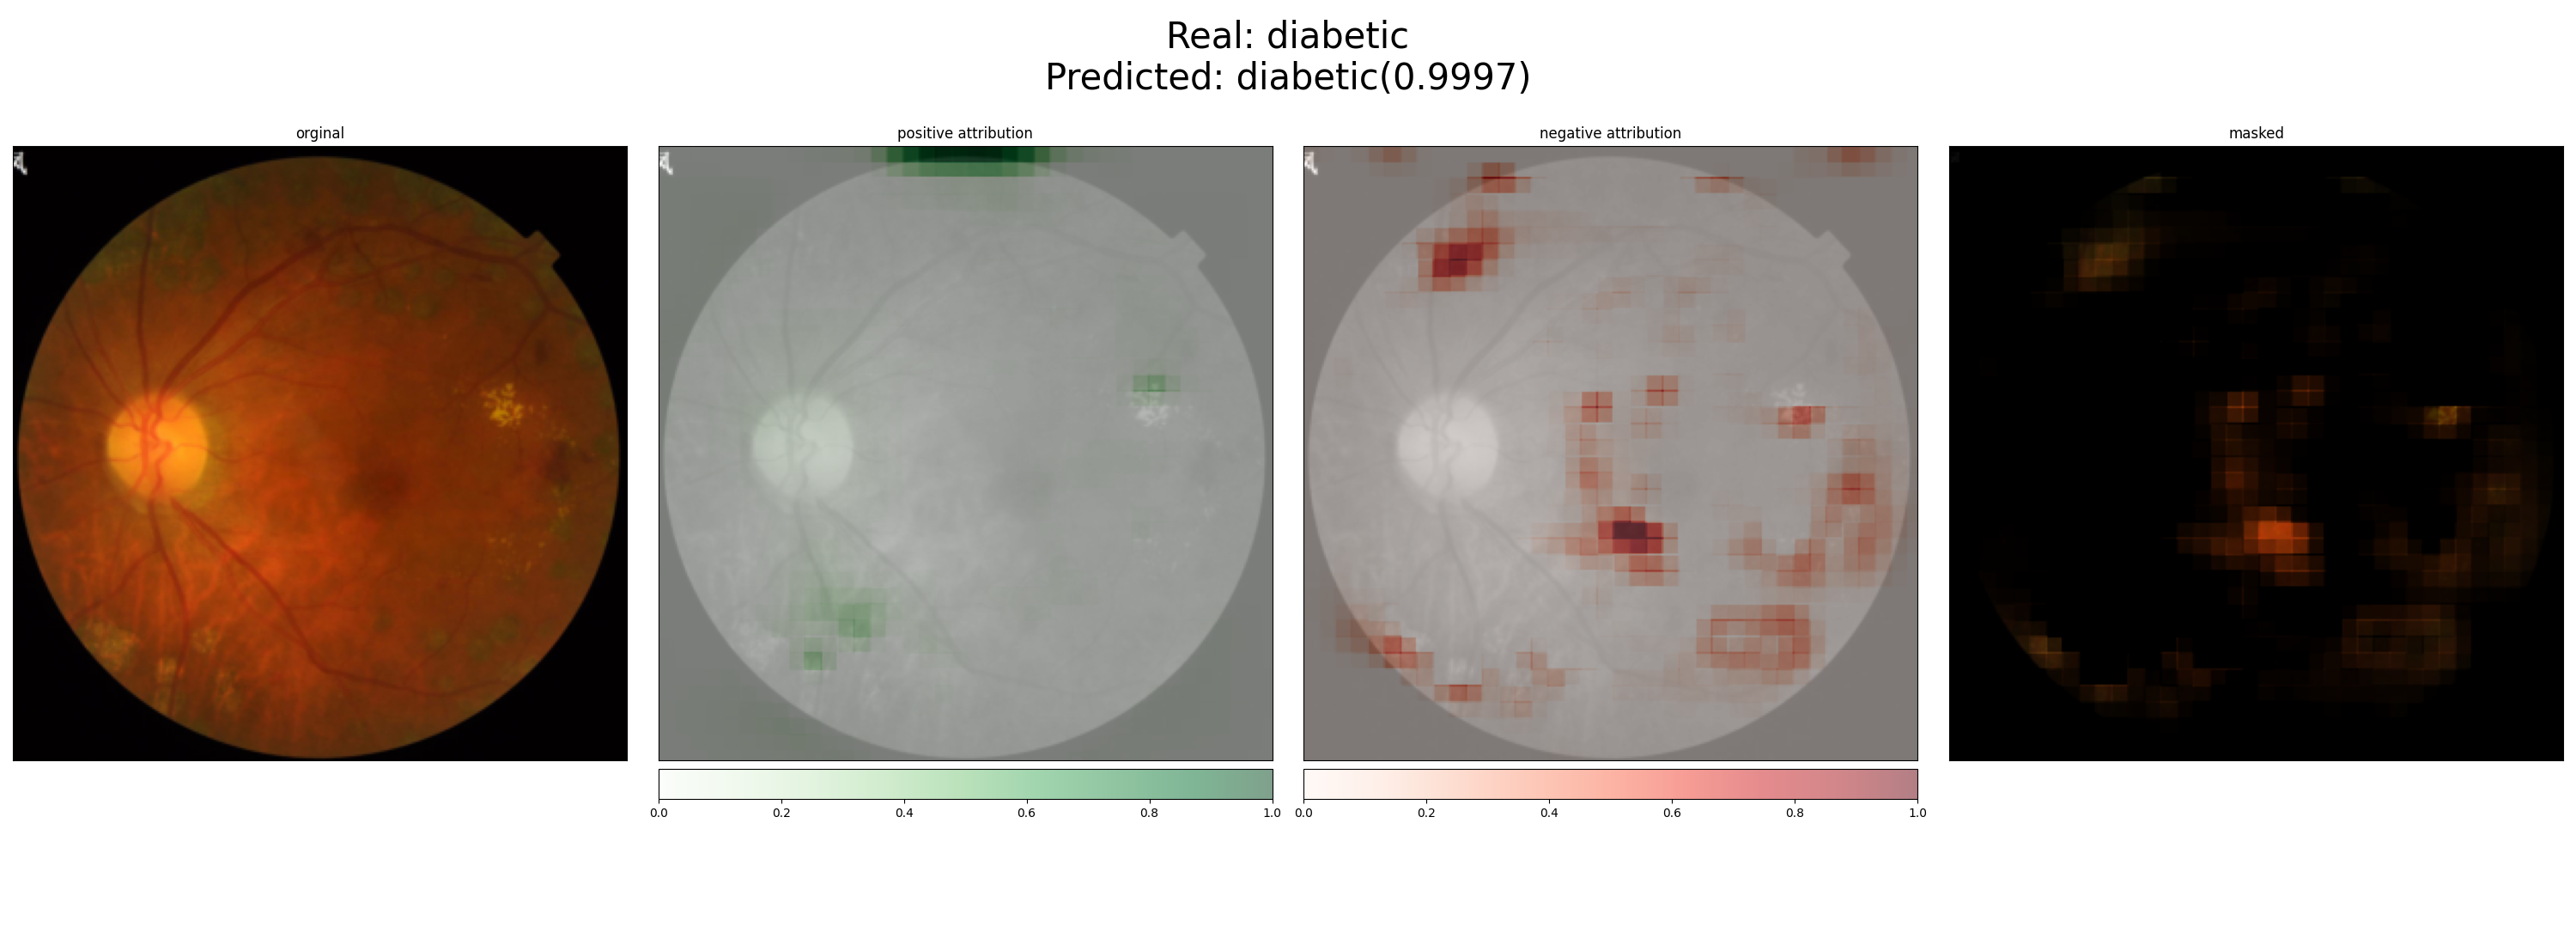 Real: diabetic
Predicted: diabetic(0.9997)
orginal
positive attribution
negative attribution
masked
0.0 0.2 0.4 0.6 0.8 1.0
0.0 0.2 0.4 0.6 0.8 1.0